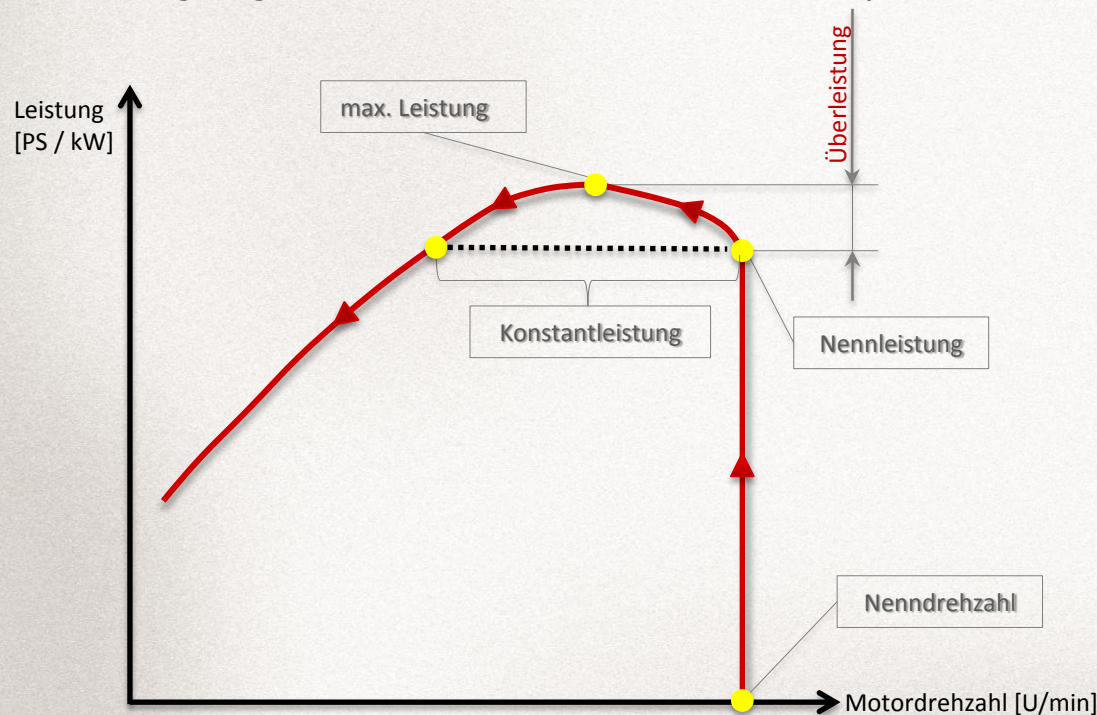 Überleistung
Leistung
[PS / kW]
max. Leistung
Konstantleistung
Nennleistung
Nenndrehzahl
Motordrehzahl [U/min]